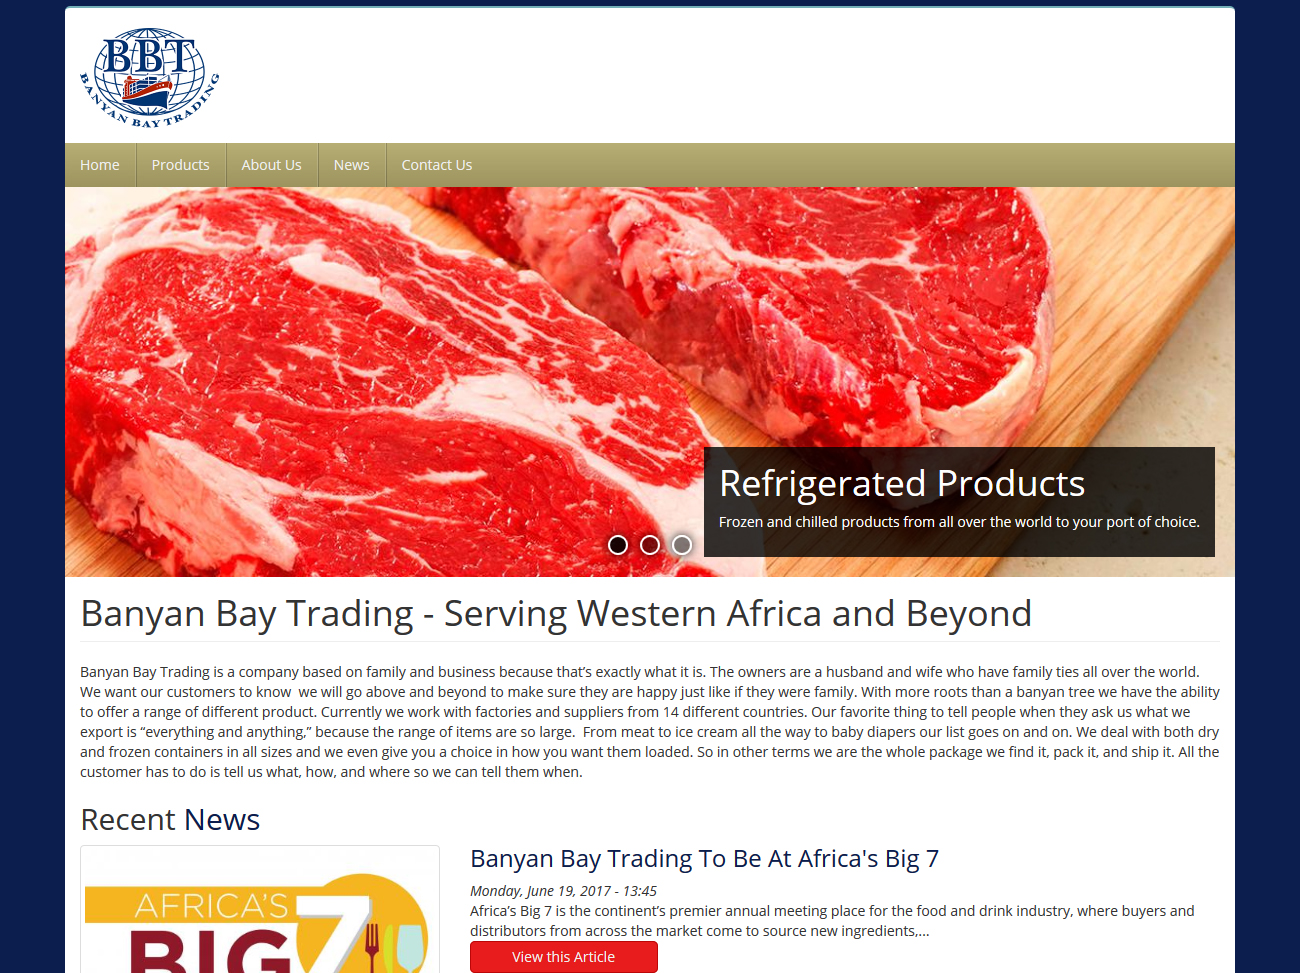 BBT
BANYAN BAY TRADING
Home
Products
About Us
News
Contact Us
Refrigerated Products
Frozen and chilled products from all over the world to your port of choice.
Banyan Bay Trading - Serving Western Africa and Beyond
Banyan Bay Trading is a company based on family and business because that’s exactly what it is. The owners are a husband and wife who have family ties all over the world.
We want our customers to know  we will go above and beyond to make sure they are happy just like if they were family. With more roots than a banyan tree we have the ability
to offer a range of different product. Currently we work with factories and suppliers from 14 different countries. Our favorite thing to tell people when they ask us what we
export is “everything and anything,” because the range of items are so large.  From meat to ice cream all the way to baby diapers our list goes on and on. We deal with both dry
and frozen containers in all sizes and we even give you a choice in how you want them loaded. So in other terms we are the whole package we find it, pack it, and ship it. All the
customer has to do is tell us what, how, and where so we can tell them when.
Recent News
AFRICA'S
BIG 7
Banyan Bay Trading To Be At Africa's Big 7
Monday, June 19, 2017 - 13:45
Africa’s Big 7 is the continent’s premier annual meeting place for the food and drink industry, where buyers and
distributors from across the market come to source new ingredients,...
View this Article